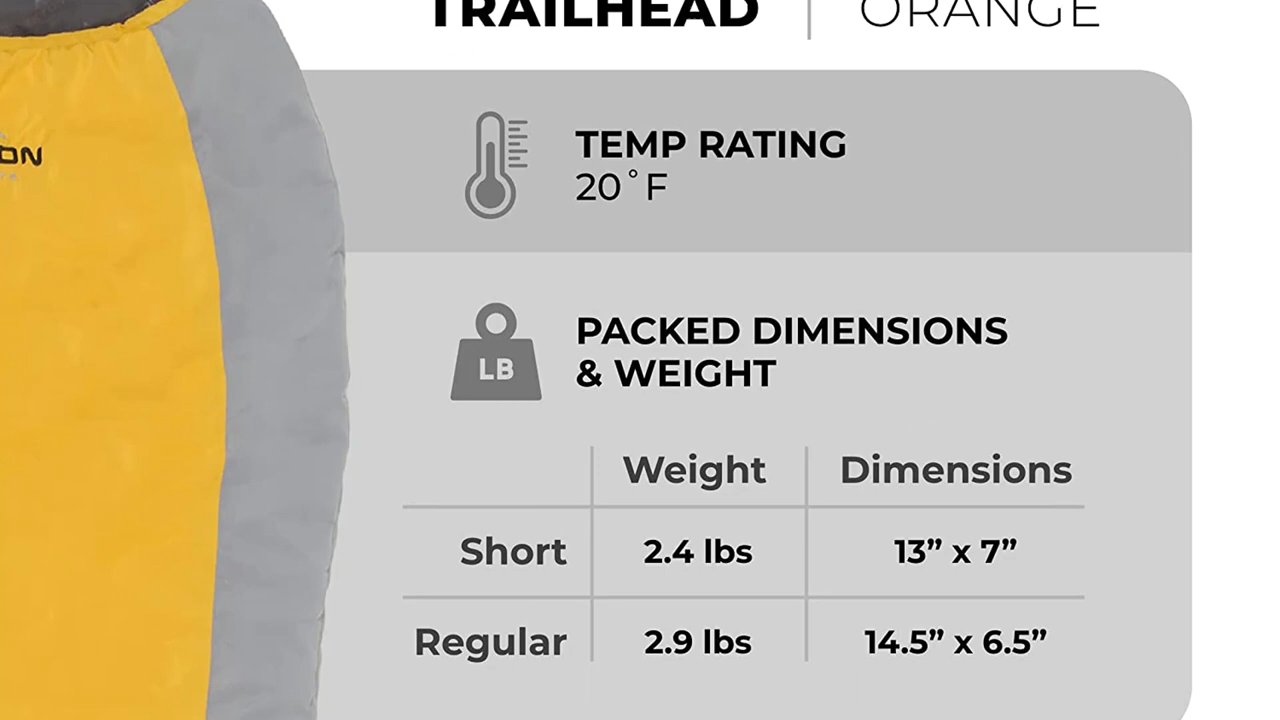 TRAILHEAD | ORANGE
ON
TEMP RATING
20°F
LB
PACKED DIMENSIONS
& WEIGHT
Weight Dimensions
Short 2.4 lbs 13” x 7”
Regular 2.9 lbs 14.5” x 6.5”